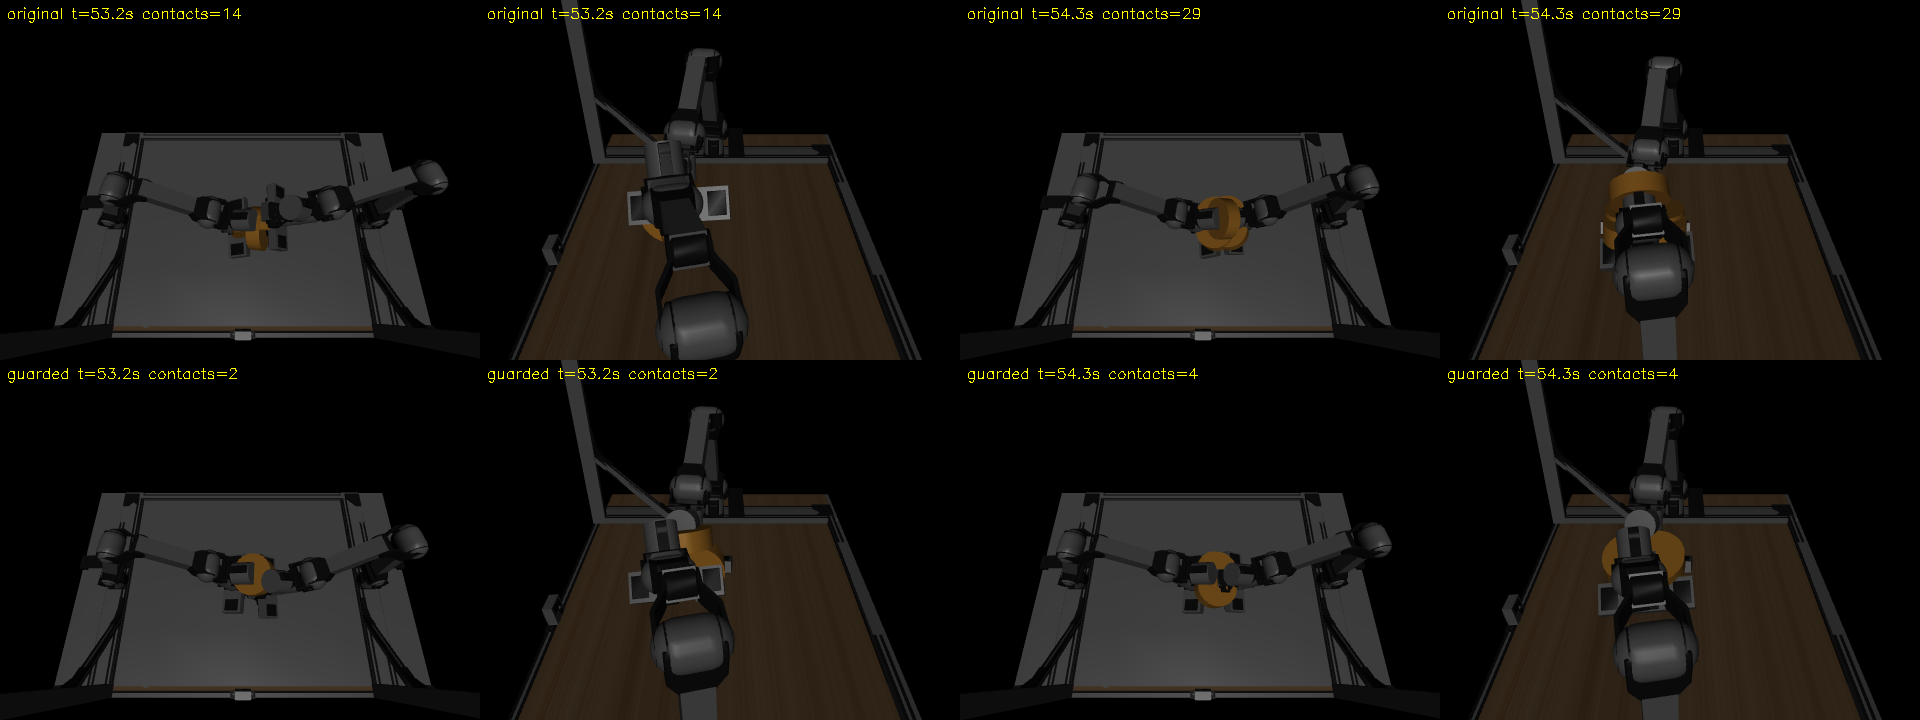 original t=53.2s contacts=14
original t=53.2s contacts=14
original t=54.3s contacts=29
original t=54.3s contacts=29
guarded t=53.2s contacts=2
guarded t=53.2s contacts=2
guarded t=54.3s contacts=4
guarded t=54.3s contacts=4